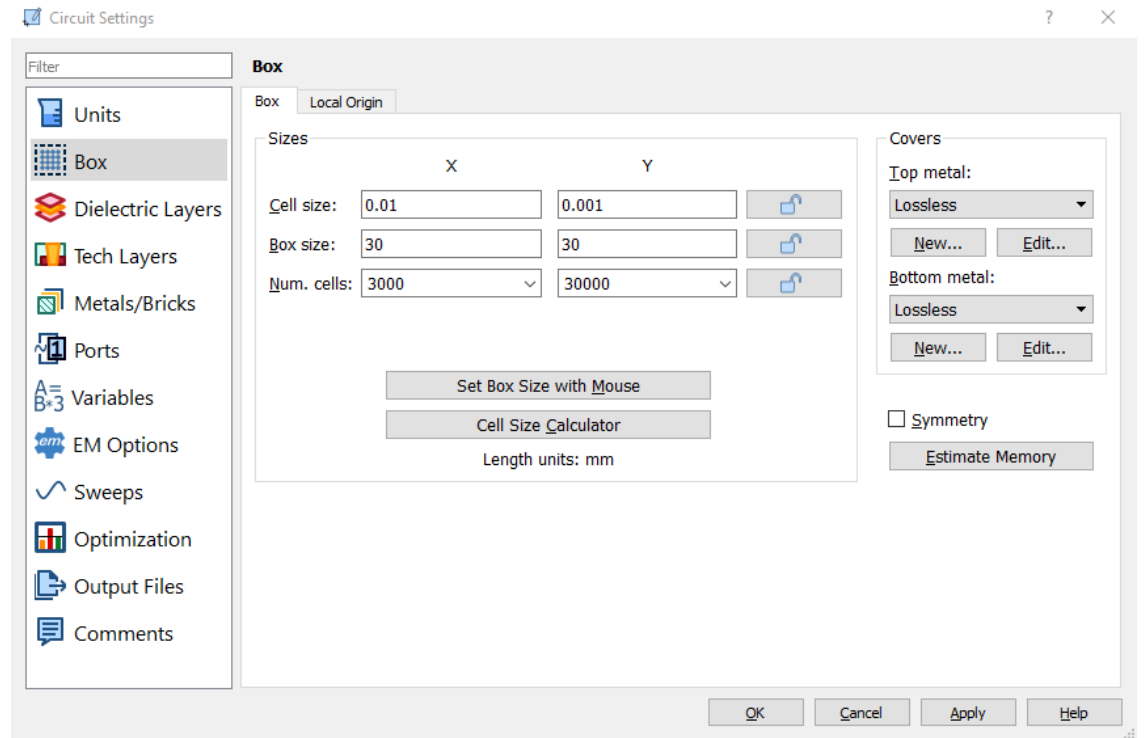 Circuit Settings
?
Filter
Units
Box
Dielectric Layers
Tech Layers
Metals/Bricks
Ports
A=
B*3
Variables
em
EM Options
Sweeps
Optimization
Output Files
Comments
Box
Box Local Origin
Sizes
X Y
Cell size: 0.01 0.001
Box size: 30 30
Num. cells: 3000 30000
Set Box Size with Mouse
Cell Size Calculator
Length units: mm
Covers
Top metal:
Lossless
New... Edit...
Bottom metal:
Lossless
New... Edit...
Symmetry
Estimate Memory
OK Cancel Apply Help